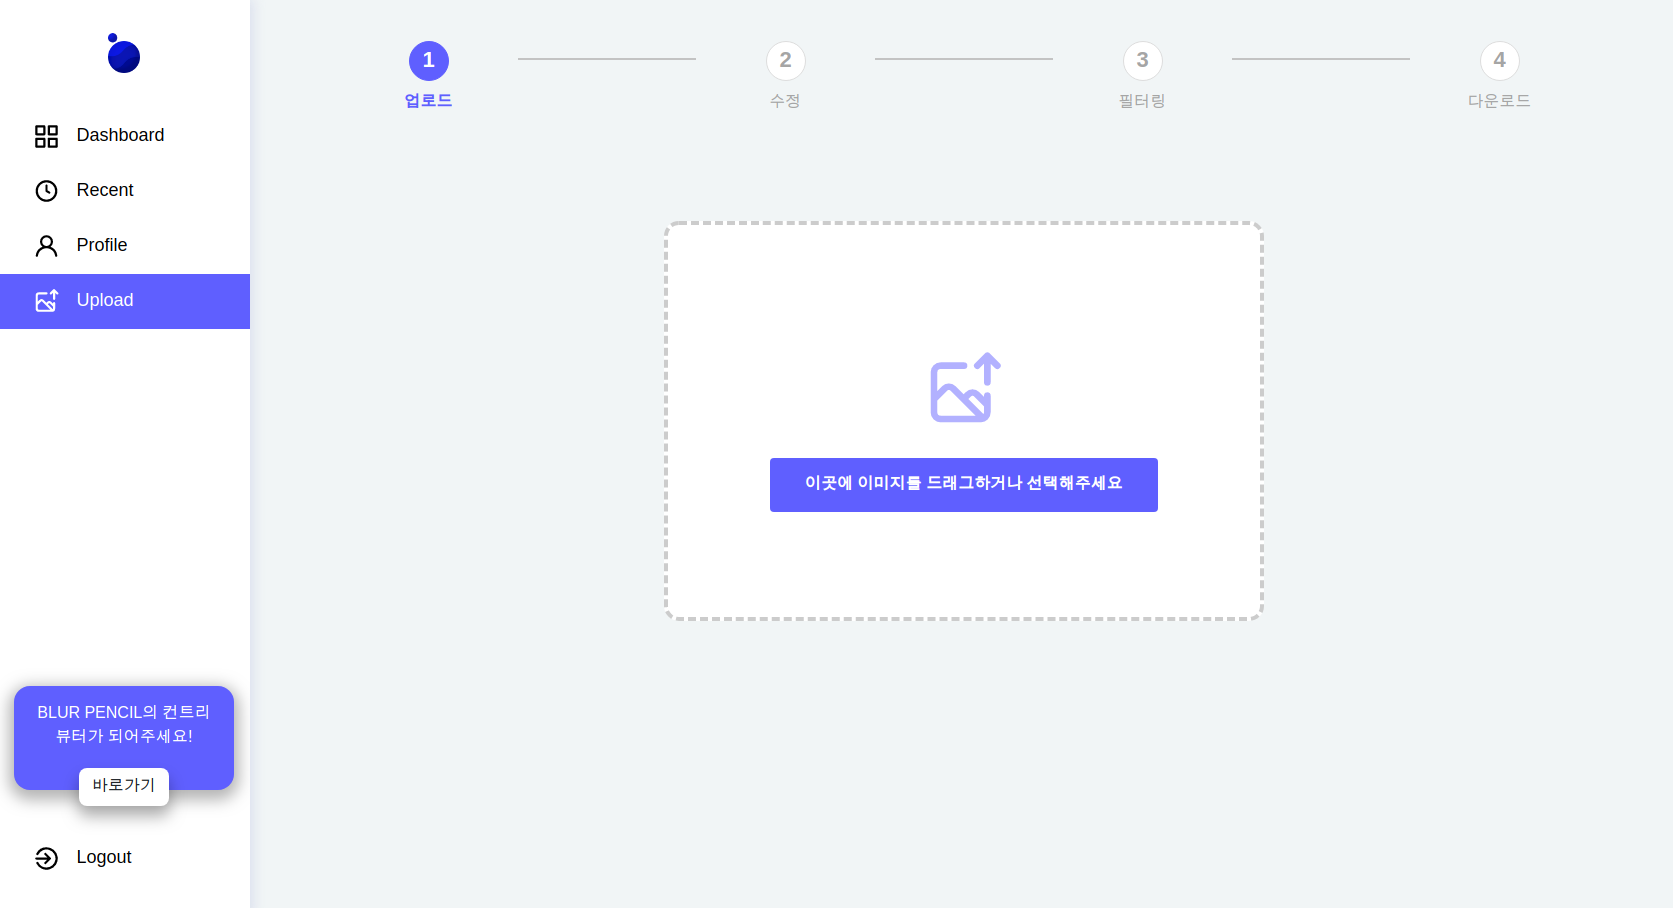 Dashboard
Recent
Profile
Upload
BLUR PENCIL의 컨트리
뷰터가 되어주세요!
바로가기
Logout
1
업로드
2
수정
3
필터링
4
다운로드
이곳에 이미지를 드래그하거나 선택해주세요